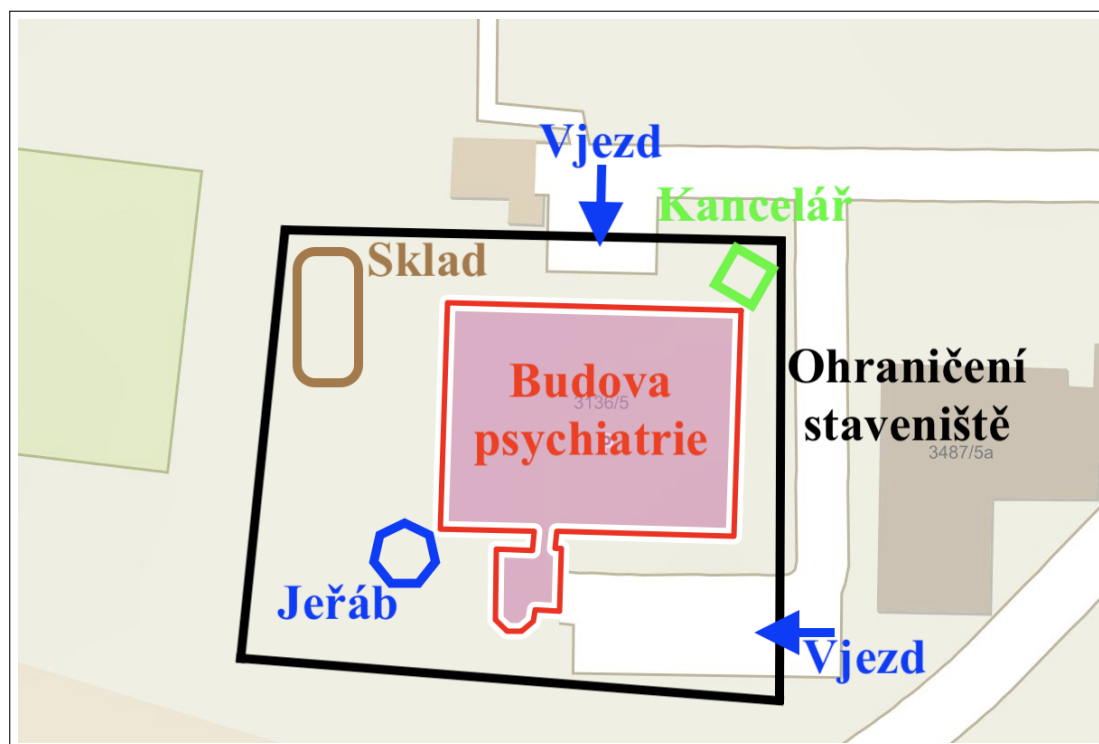 Vjezd
Kancelář
Sklad
Ohraničení
staveniště
3487/5a
Budova
3136/5
psychiatrie
Jeřáb
Vjezd